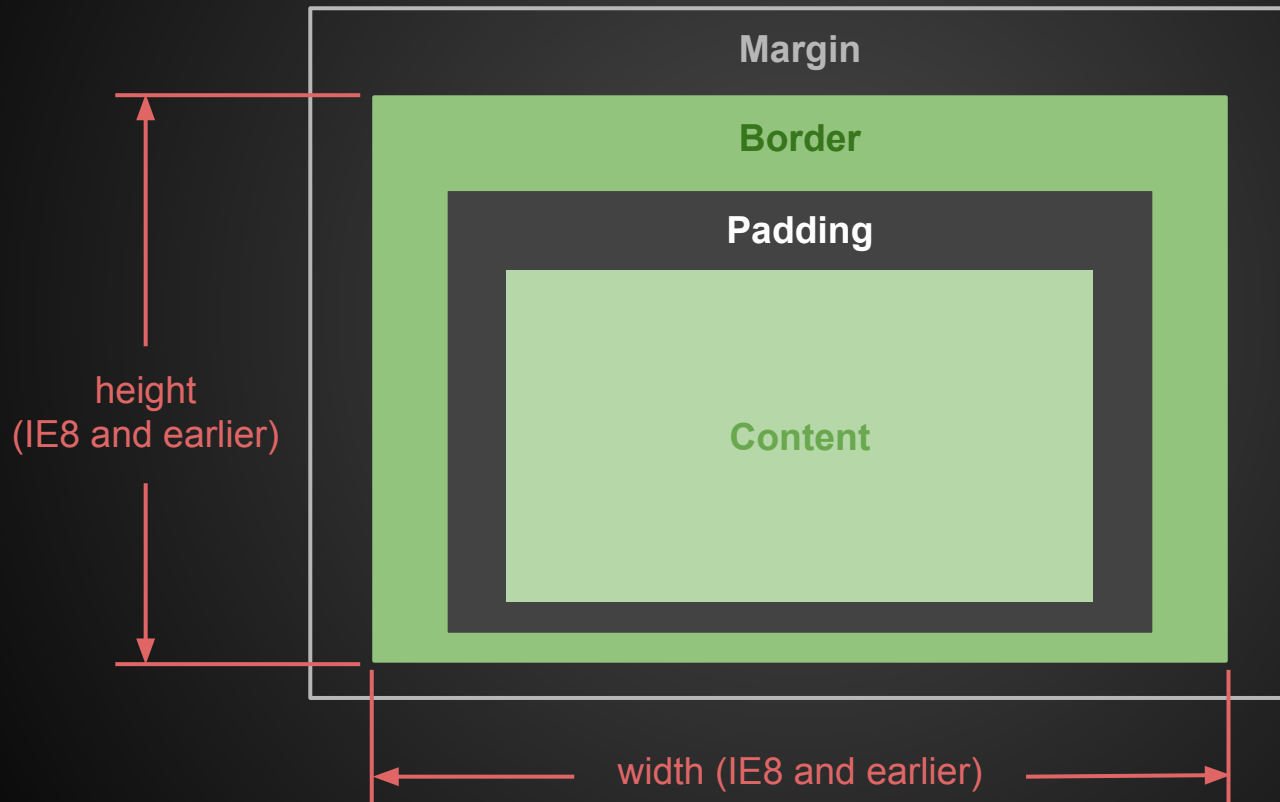 Margin
Border
Padding
height
(IE8 and earlier)
Content
width (IE8 and earlier)